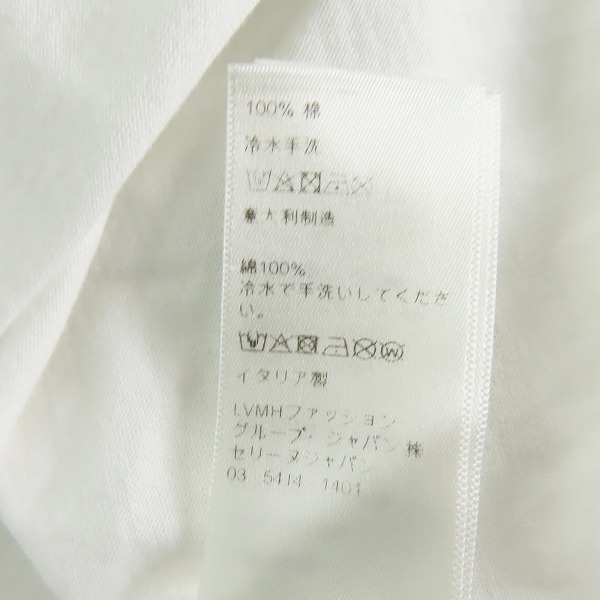 100% 棉
冷水手洗
意大利制造
綿100%
冷水で手洗いしてくださ
い。
イタリア製
LVMHファッション
グループ・ジャパン 株
セリーヌジャパン
03 5414 1401